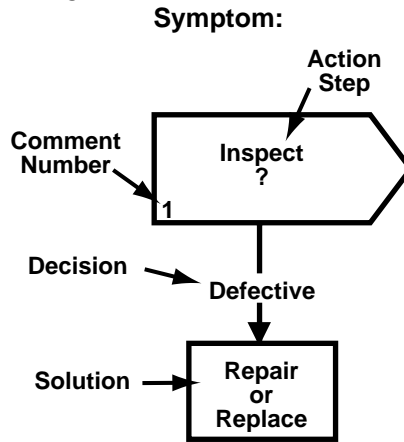 Symptom:
Action
Step
Comment
Number
Inspect
?
1
Decision
Defective
Solution
Repair
or
Replace